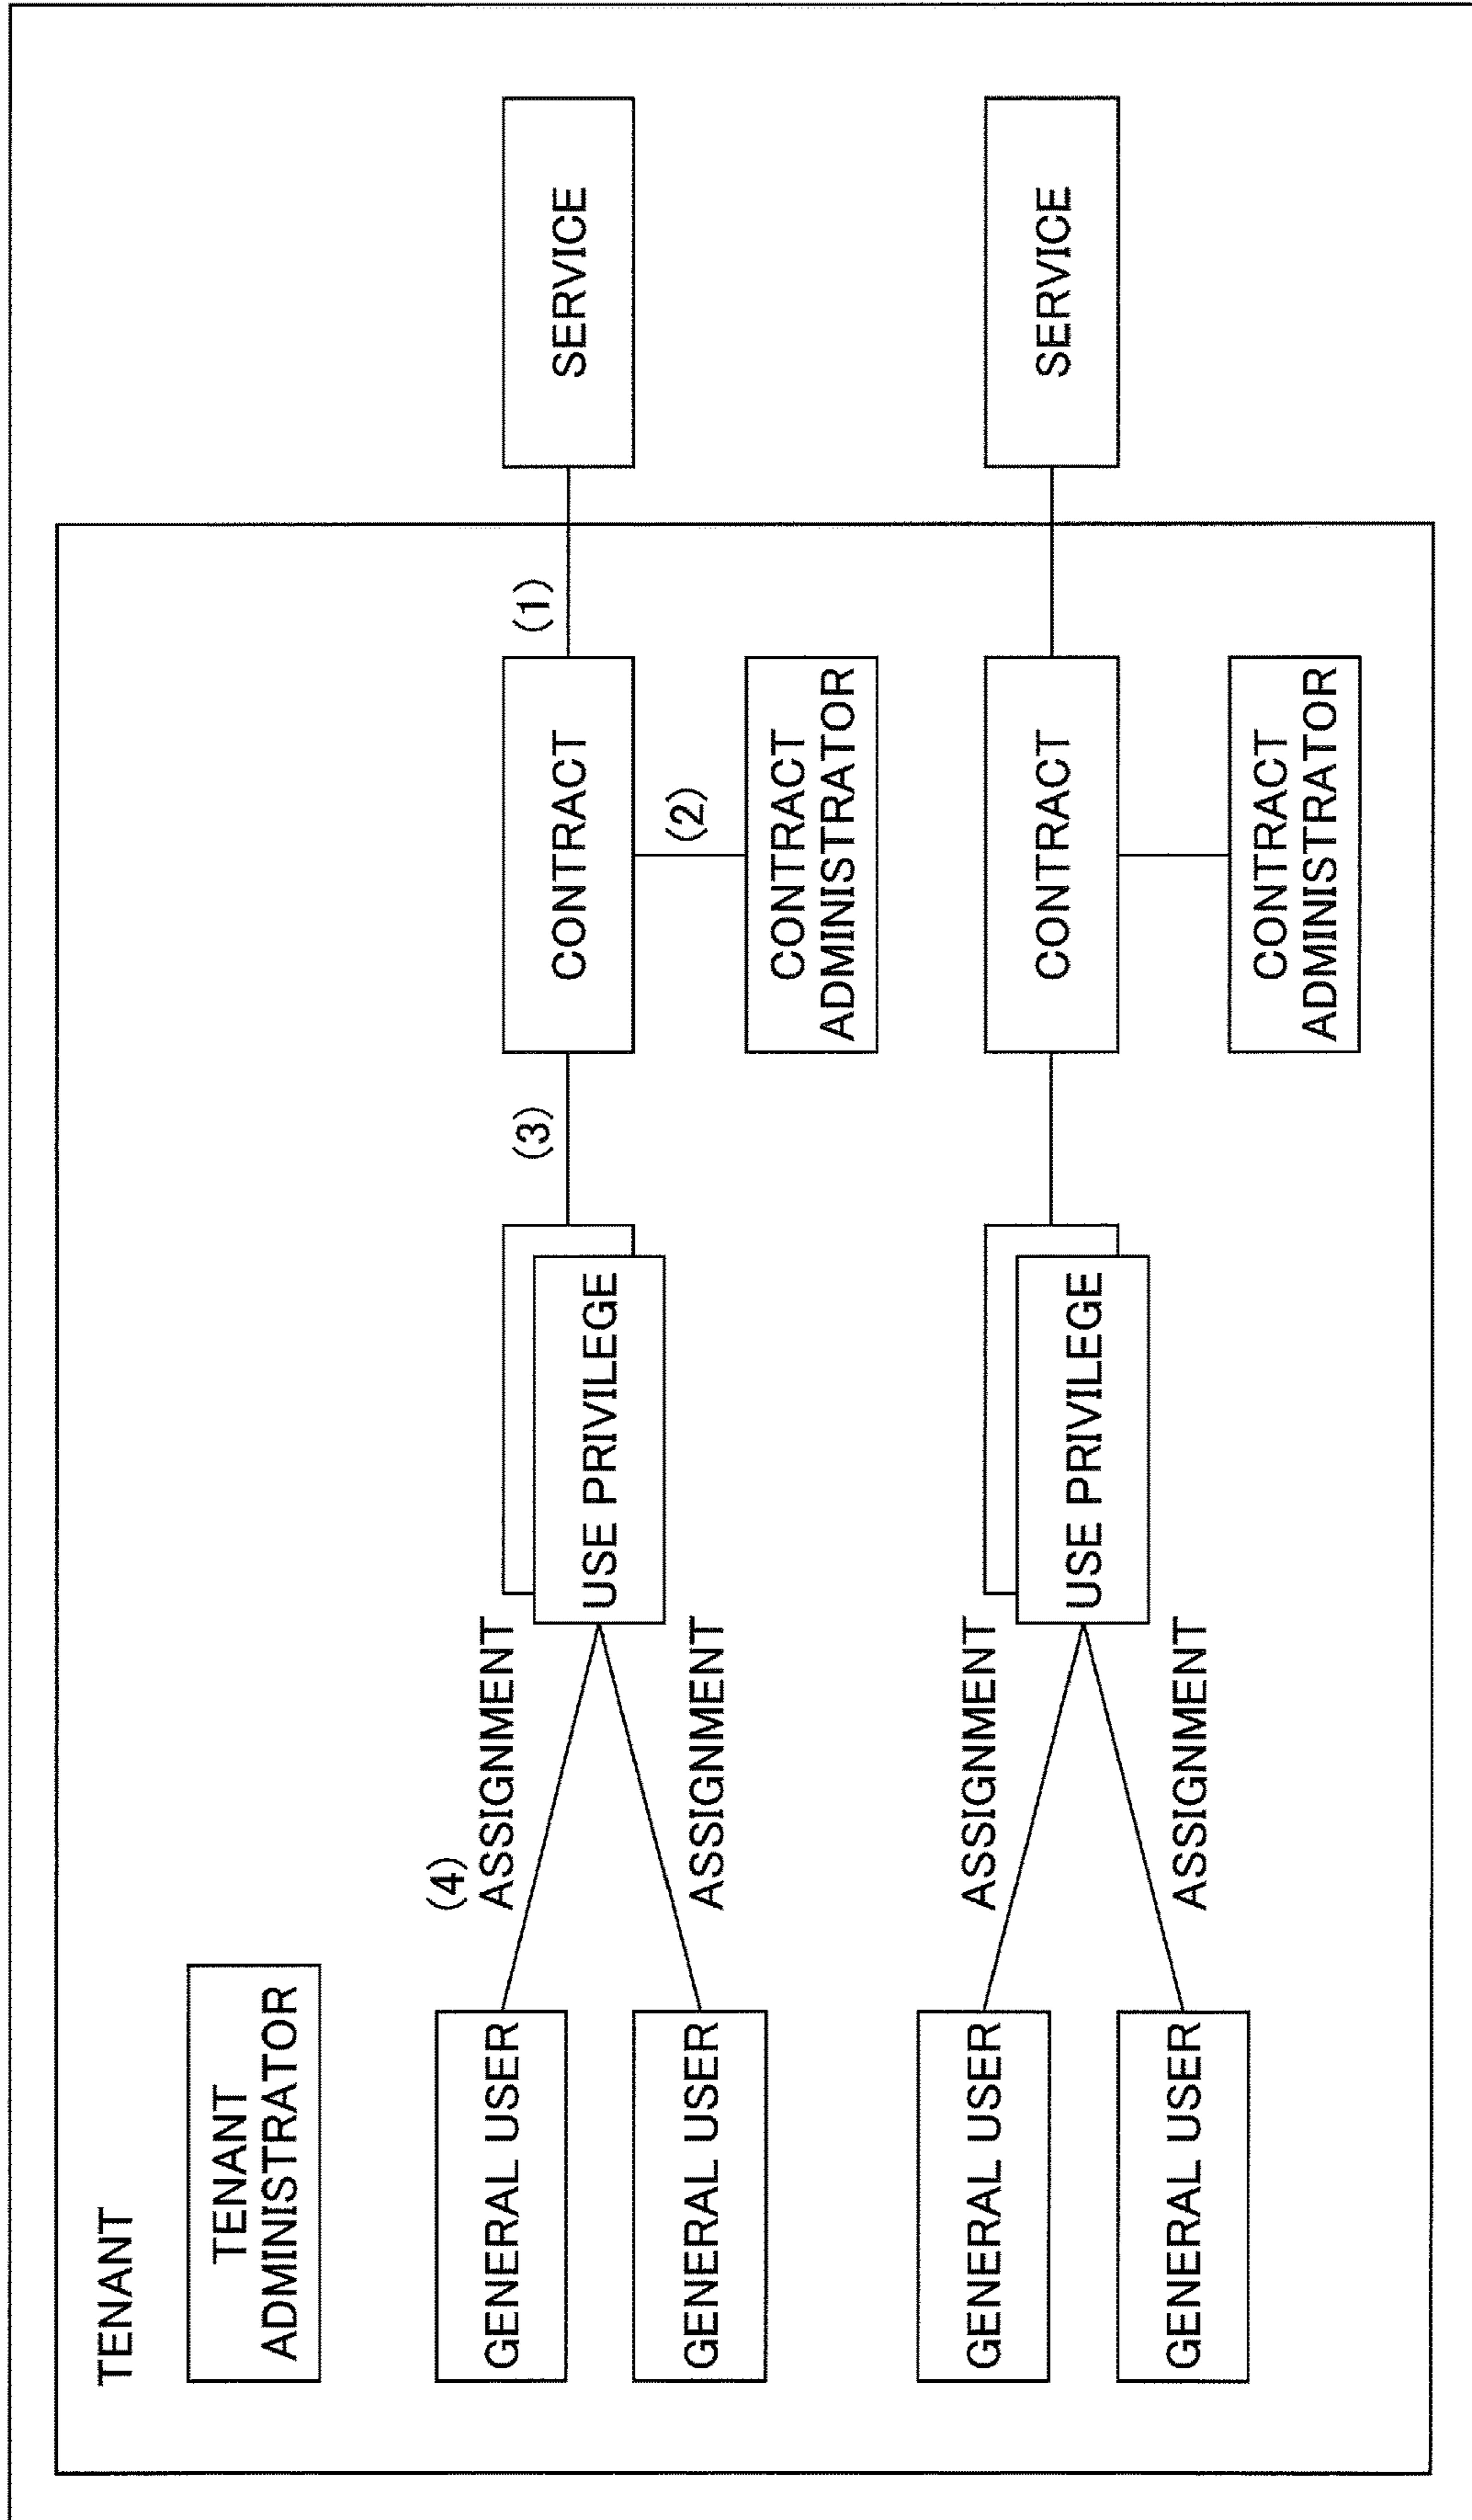 TENANT
TENANT
ADMINISTRATOR
(4)
(3)
(1)
GENERAL USER
ASSIGNMENT
USE PRIVILEGE
CONTRACT
SERVICE
GENERAL USER
ASSIGNMENT
(2)
CONTRACT
ADMINISTRATOR
GENERAL USER
ASSIGNMENT
USE PRIVILEGE
CONTRACT
SERVICE
GENERAL USER
ASSIGNMENT
CONTRACT
ADMINISTRATOR